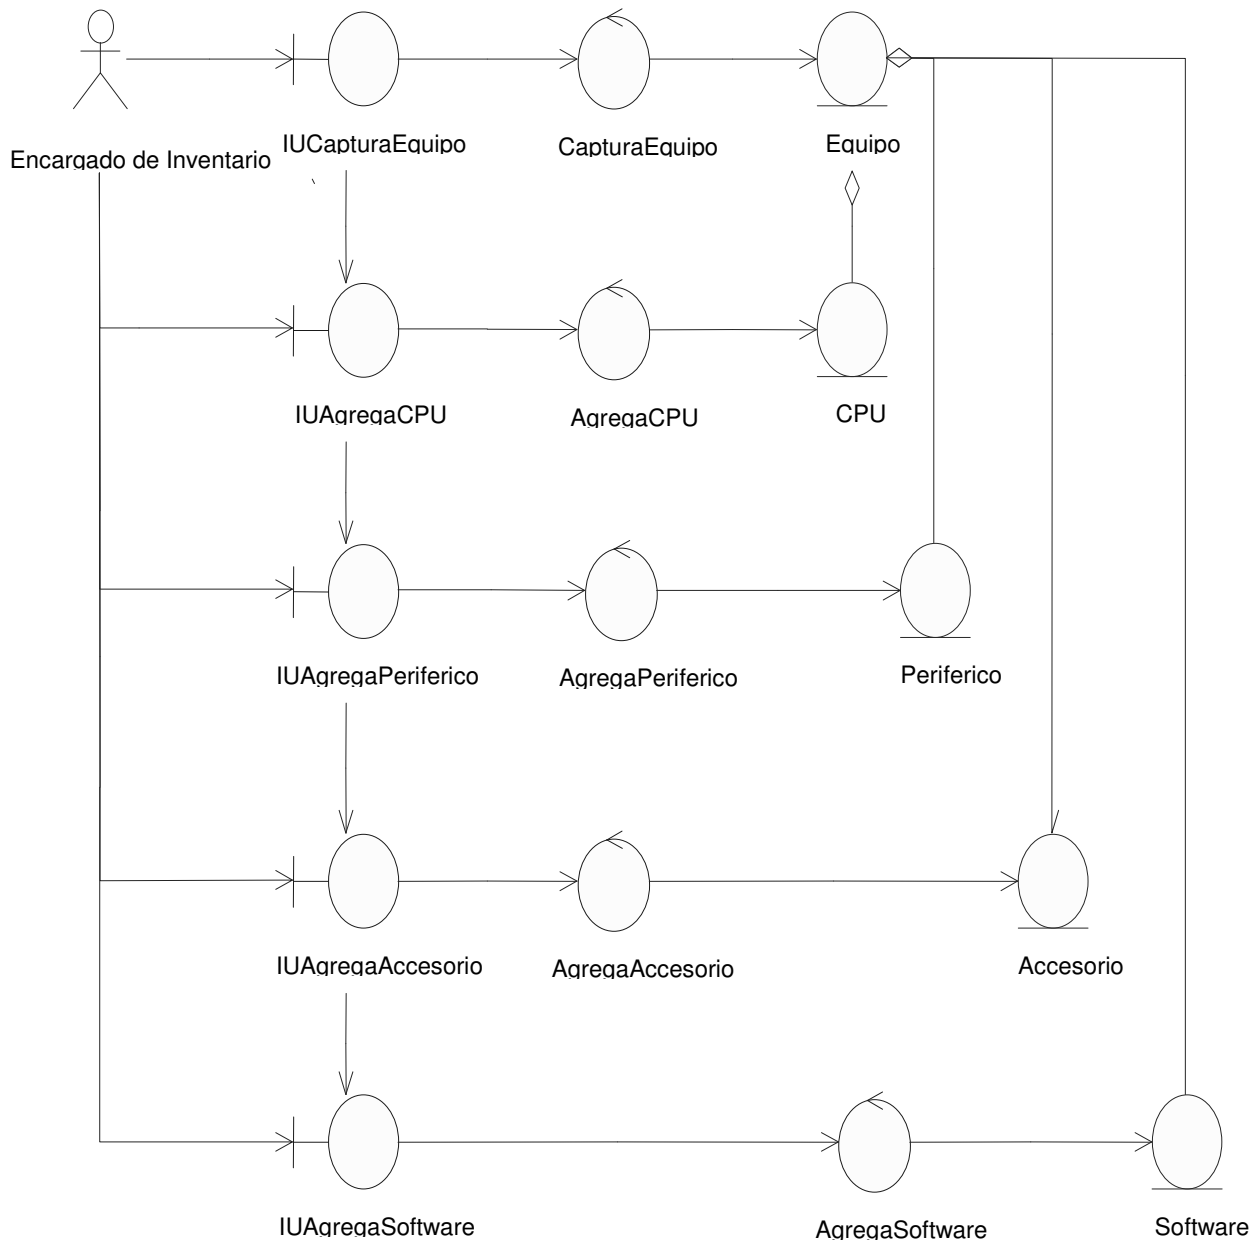 Encargado de Inventario
IUCapturaEquipo
CapturaEquipo
Equipo
IUAgregaCPU
AgregaCPU
CPU
IUAgregaPeriferico
AgregaPeriferico
Periferico
IUAgregaAccesorio
AgregaAccesorio
Accesorio
IUAgregaSoftware
AgregaSoftware
Software